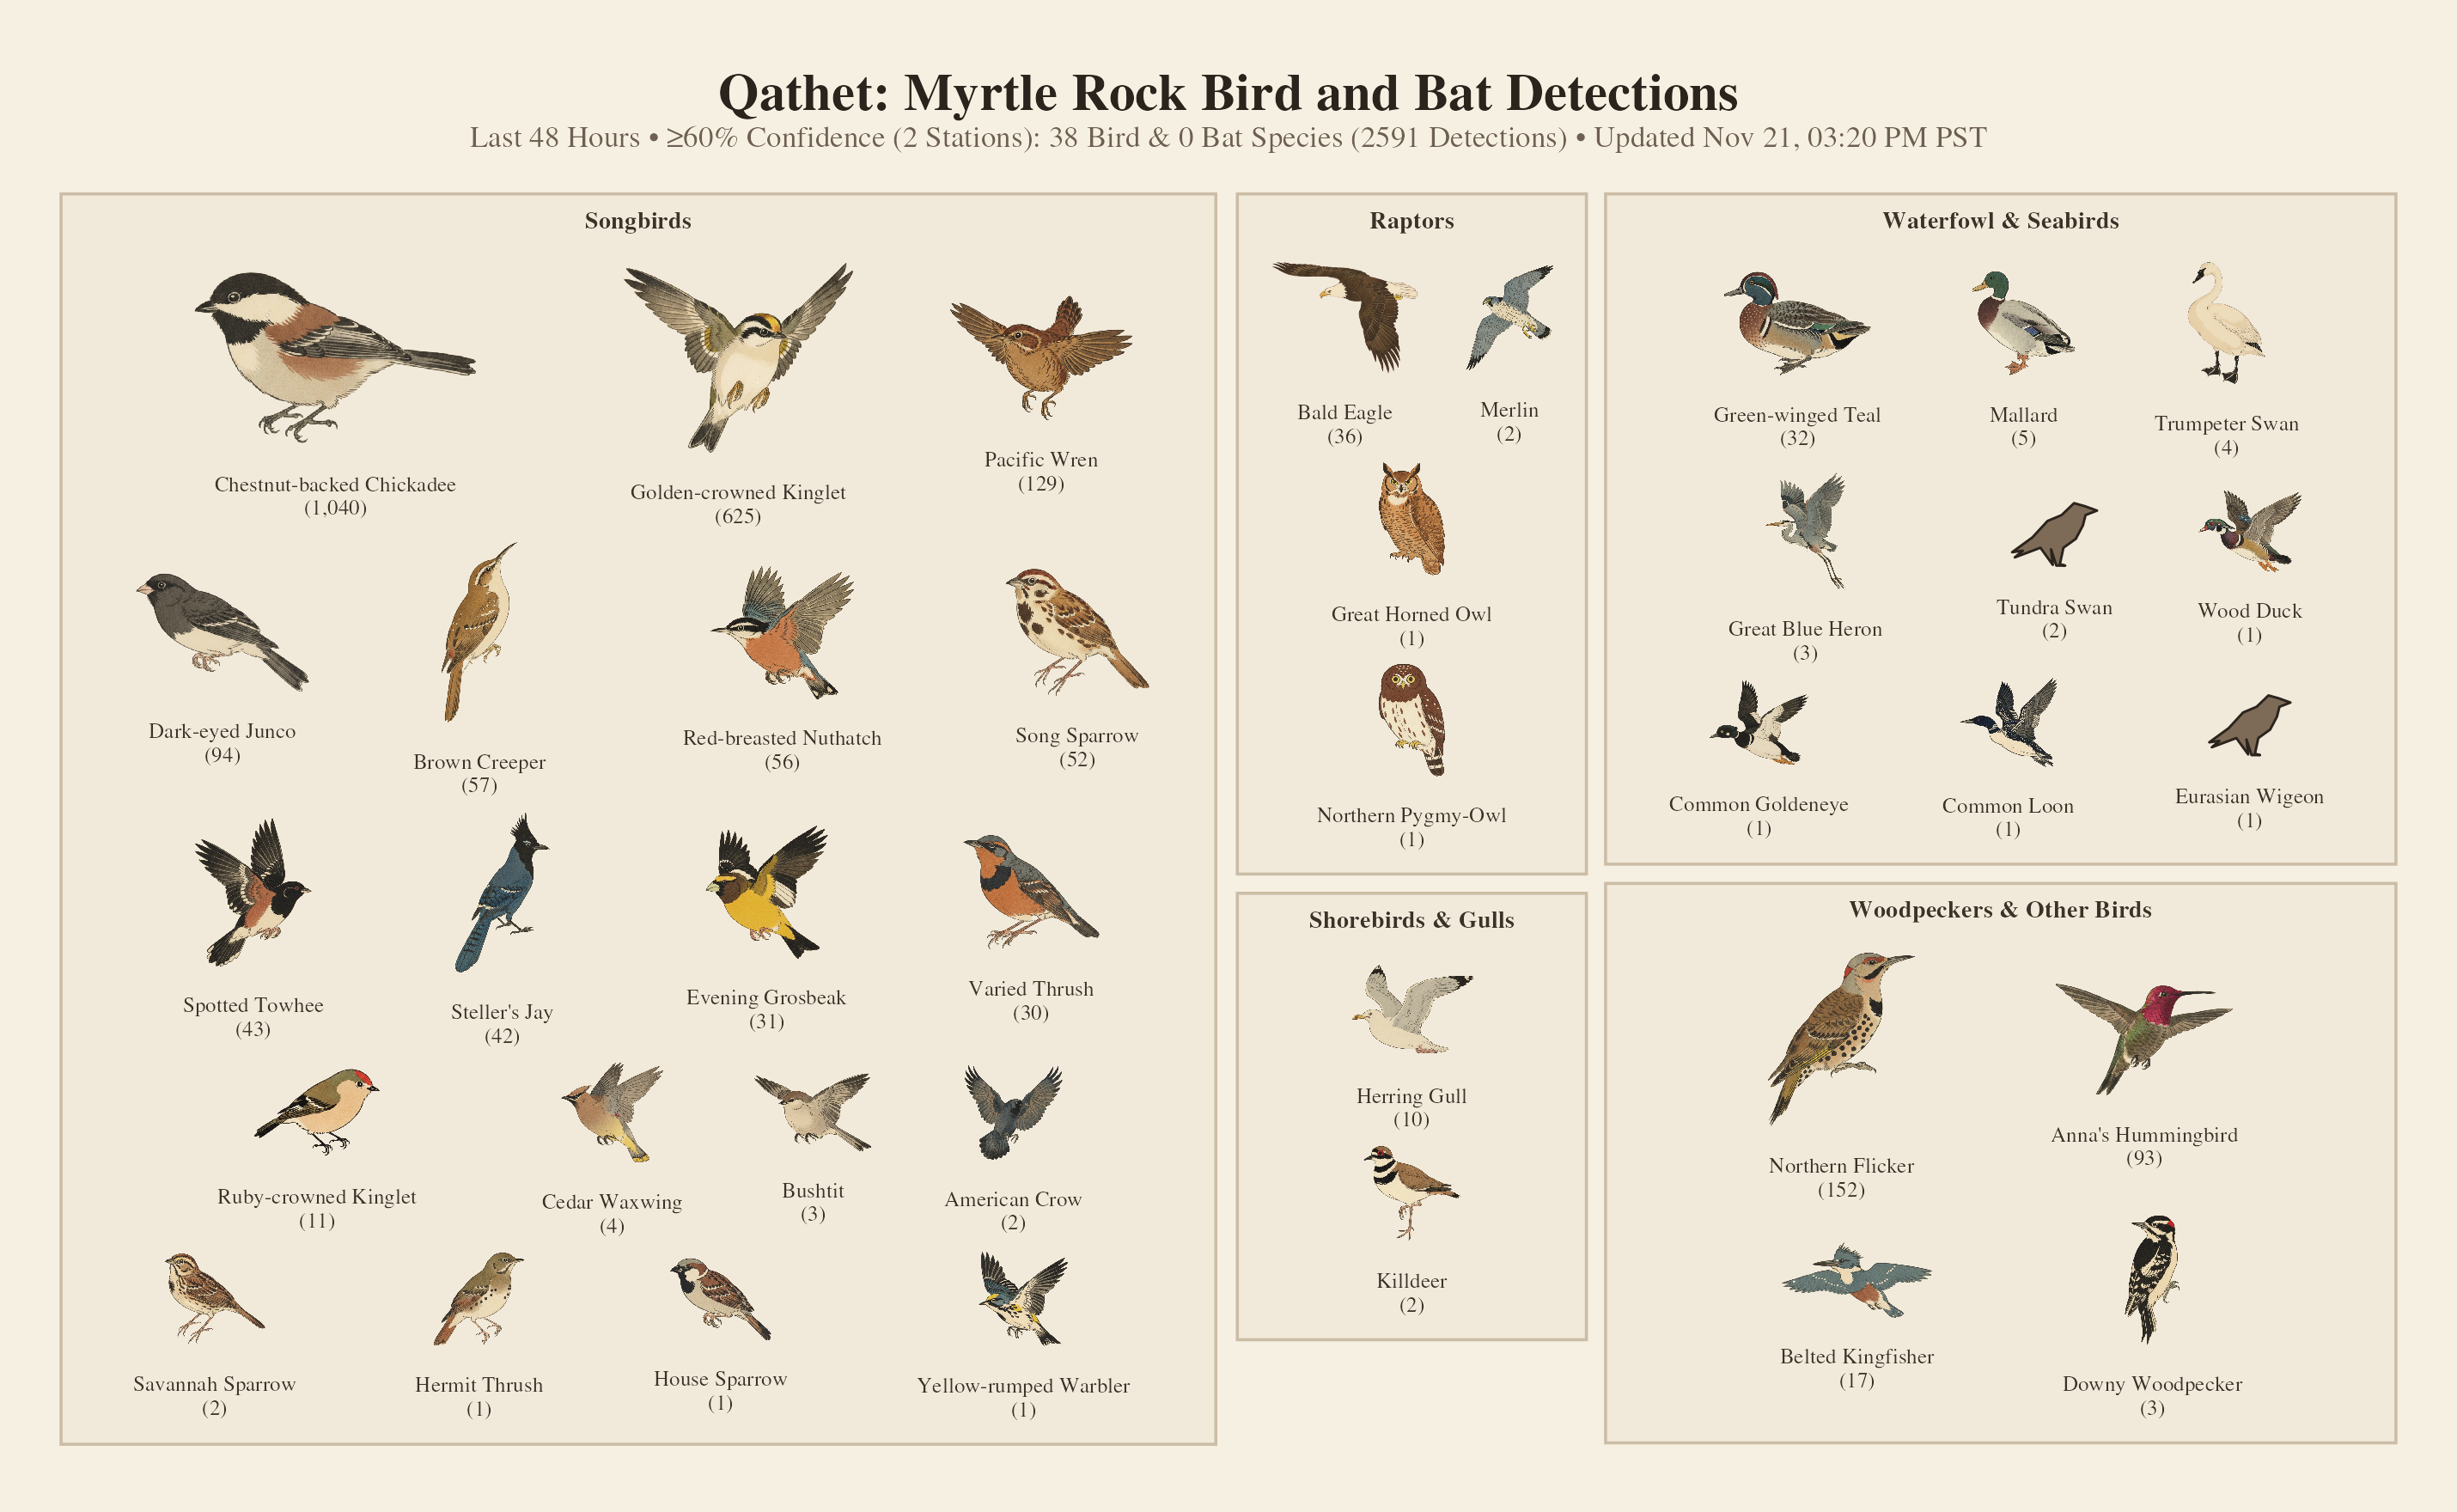 Qathet: Myrtle Rock Bird and Bat Detections
Last 48 Hours • ≥60% Confidence (2 Stations): 38 Bird & 0 Bat Species (2591 Detections) • Updated Nov 21, 03:20 PM PST
Songbirds
Chestnut-backed Chickadee
(1,040)
Golden-crowned Kinglet
(625)
Pacific Wren
(129)
Dark-eyed Junco
(94)
Brown Creeper
(57)
Red-breasted Nuthatch
(56)
Song Sparrow
(52)
Spotted Towhee
(43)
Steller's Jay
(42)
Evening Grosbeak
(31)
Varied Thrush
(30)
Ruby-crowned Kinglet
(11)
Cedar Waxwing
(4)
Bushtit
(3)
American Crow
(2)
Savannah Sparrow
(2)
Hermit Thrush
(1)
House Sparrow
(1)
Yellow-rumped Warbler
(1)
Raptors
Bald Eagle
(36)
Merlin
(2)
Great Horned Owl
(1)
Northern Pygmy-Owl
(1)
Shorebirds & Gulls
Herring Gull
(10)
Killdeer
(2)
Waterfowl & Seabirds
Green-winged Teal
(32)
Mallard
(5)
Trumpeter Swan
(4)
Great Blue Heron
(3)
Tundra Swan
(2)
Wood Duck
(1)
Common Goldeneye
(1)
Common Loon
(1)
Eurasian Wigeon
(1)
Woodpeckers & Other Birds
Northern Flicker
(152)
Anna's Hummingbird
(93)
Belted Kingfisher
(17)
Downy Woodpecker
(3)